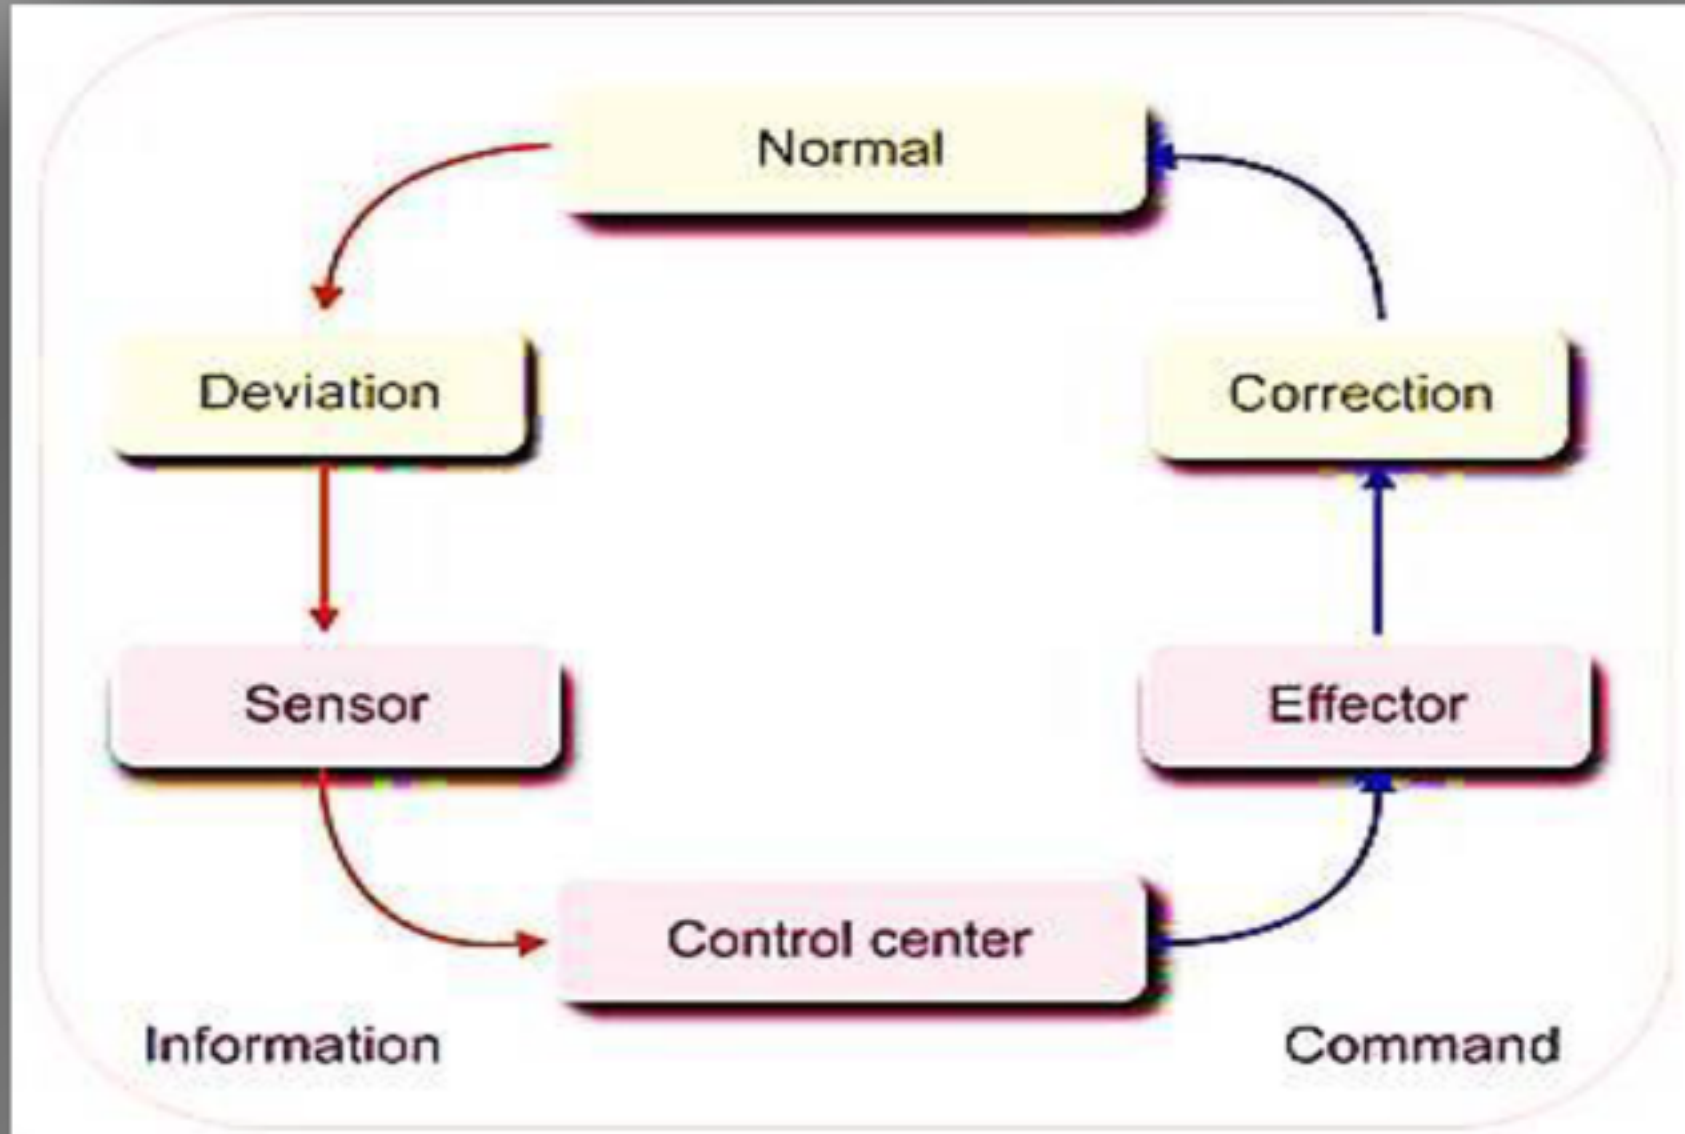 Normal
Deviation
Correction
Sensor
Effector
Control center
Information
Command